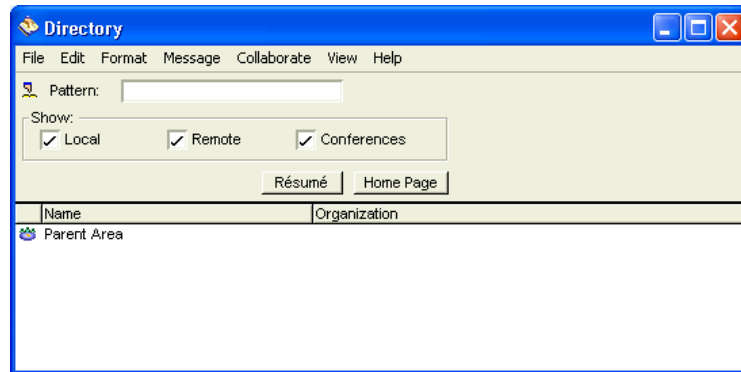 Directory
File Edit Format Message Collaborate View Help
Pattern:
Show:
Local Remote Conferences
Résumé Home Page
Name Organization
Parent Area